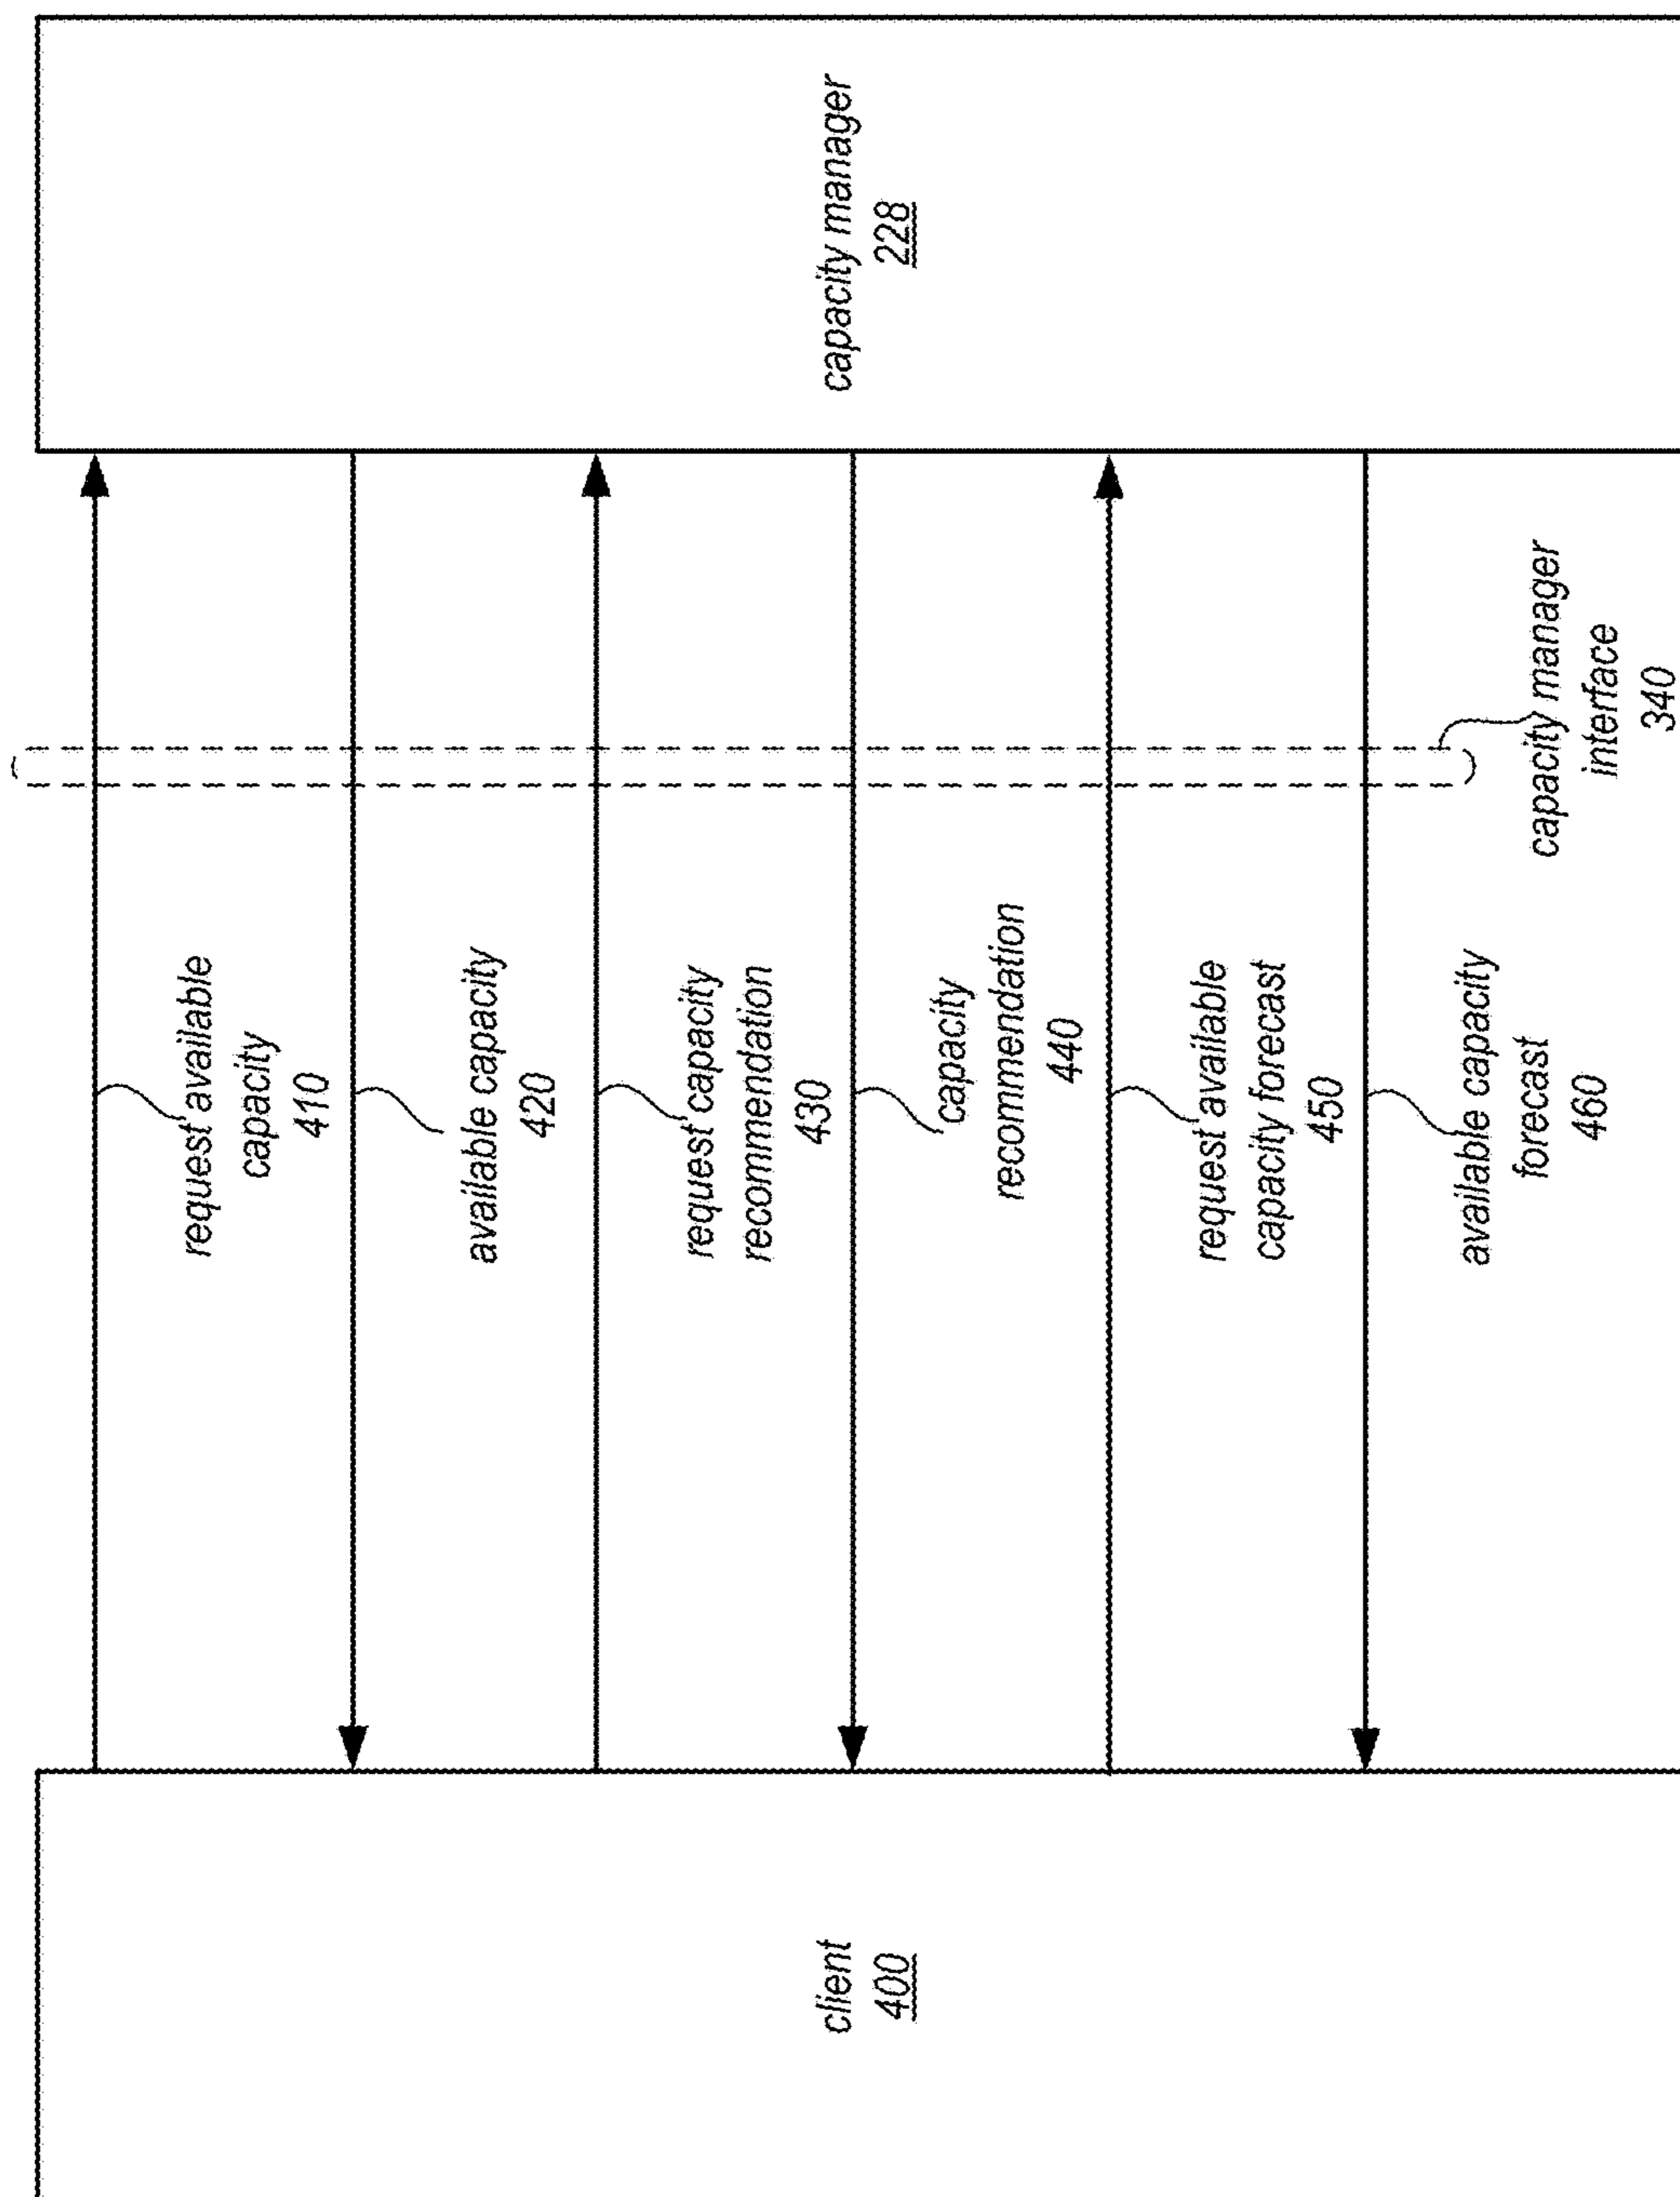 client
400
request available
capacity
410
available capacity
420
request capacity
recommendation
430
capacity
recommendation
440
request available
capacity forecast
450
available capacity
forecast
460
capacity manager
interface
340
capacity manager
228